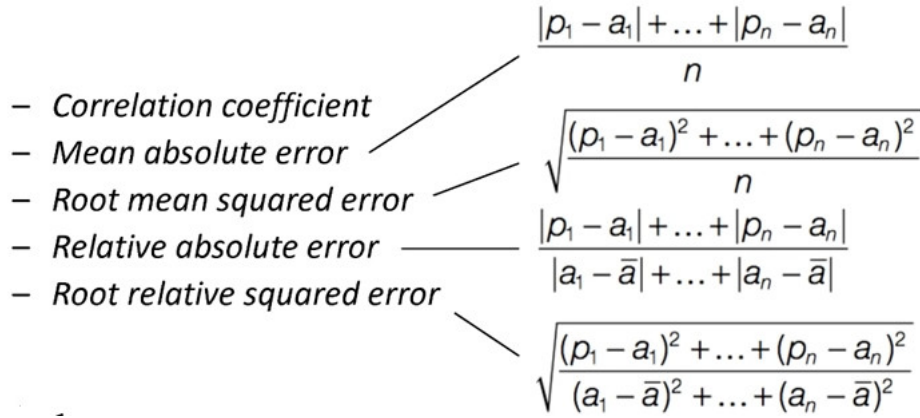 |p₁ − a₁| + … + |pₙ − aₙ|
n
– Correlation coefficient
– Mean absolute error
√((p₁ − a₁)² + … + (pₙ − aₙ)²
n)
– Root mean squared error
– Relative absolute error
|p₁ − a₁| + … + |pₙ − aₙ|
|a₁ − a̅| + … + |aₙ − a̅|
– Root relative squared error
√((p₁ − a₁)² + … + (pₙ − aₙ)²
(a₁ − a̅)² + … + (aₙ − a̅)²)